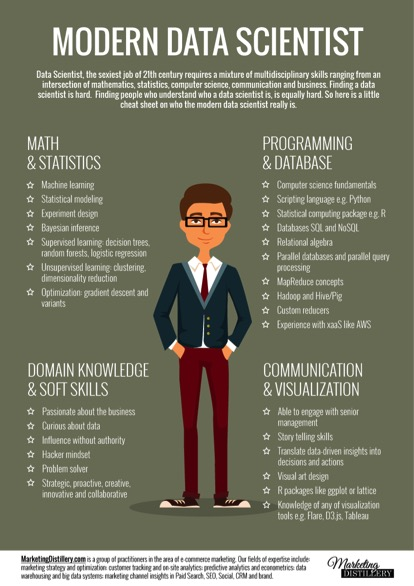 MODERN DATA SCIENTIST
Data Scientist, the sexiest job of 21th century requires a mixture of multidisciplinary skills ranging from an
intersection of mathematics, statistics, computer science, communication and business. Finding a data
scientist is hard. Finding people who understand who a data scientist is, is equally hard. So here is a little
cheat sheet on who the modern data scientist really is.
MATH
& STATISTICS
Machine learning
Statistical modeling
Experiment design
Bayesian inference
Supervised learning: decision trees,
random forests, logistic regression
Unsupervised learning: clustering,
dimensionality reduction
Optimization: gradient descent and
variants
PROGRAMMING
& DATABASE
Computer science fundamentals
Scripting language e.g. Python
Statistical computing package e.g. R
Databases SQL and NoSQL
Relational algebra
Parallel databases and parallel query
processing
MapReduce concepts
Hadoop and Hive/Pig
Custom reducers
Experience with xaaS like AWS
DOMAIN KNOWLEDGE
& SOFT SKILLS
Passionate about the business
Curious about data
Influence without authority
Hacker mindset
Problem solver
Strategic, proactive, creative,
innovative and collaborative
COMMUNICATION
& VISUALIZATION
Able to engage with senior
management
Story telling skills
Translate data-driven insights into
decisions and actions
Visual art design
R packages like ggplot or lattice
Knowledge of any of visualization
tools e.g. Flare, D3.js, Tableau
MarketingDistillery.com is a group of practitioners in the area of e-commerce marketing. Our fields of expertise include:
marketing strategy and optimization: customer tracking and on-site analytics: predictive analytics and econometrics: data
warehousing and big data systems: marketing channel insights in Paid Search, SEO, Social, CRM and brand.
Marketing
DISTILLERY